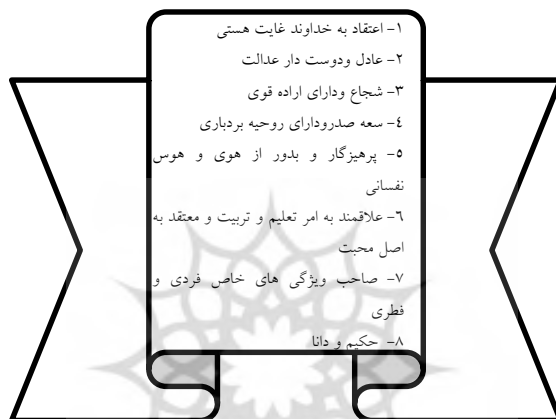 ۱- اعتقاد به خداوند غایت هستی
۲- عادل ودوست دار عدالت
۳- شجاع ودارای اراده قوی
٤- سعه صدرودارای روحیه بردباری
٥- پرهیزگار و بدور از هوی و هوس
نفسانی
٦- علاقمند به امر تعلیم و تربیت و معتقد به
اصل محبت
۷- صاحب ویژگی های خاص فردی و
فطری
۸- حکیم و دانا